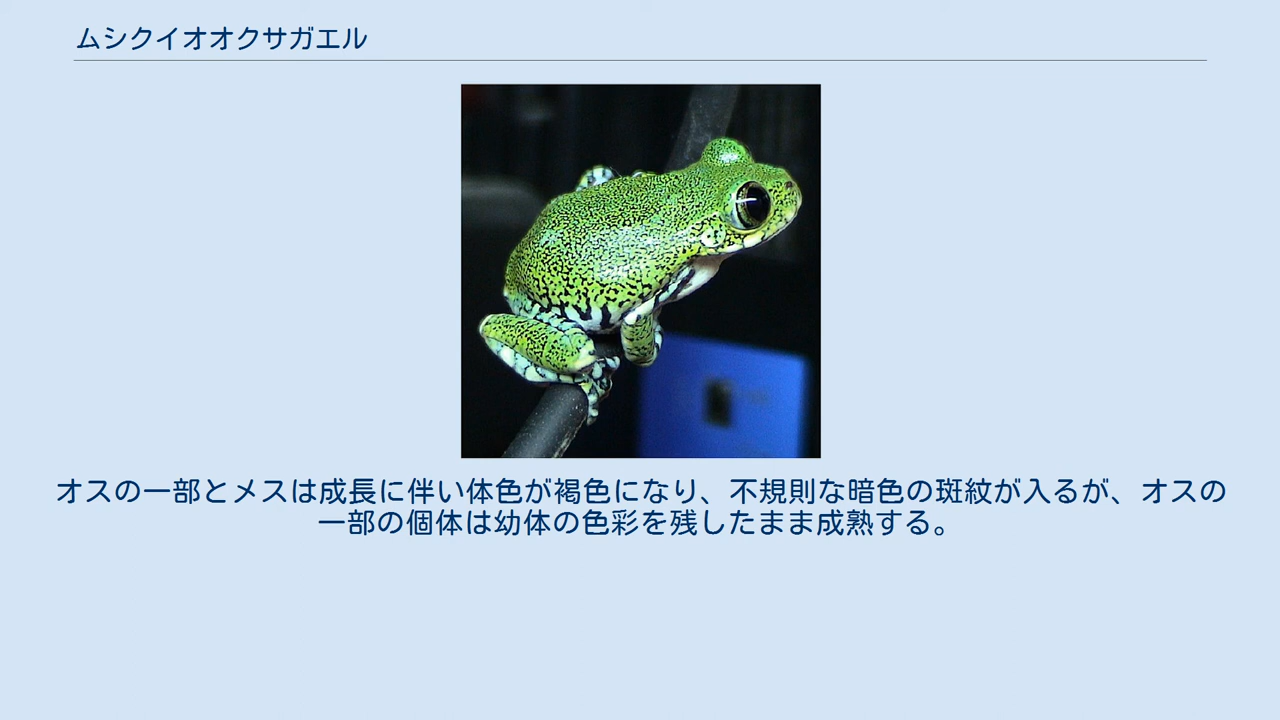 ムシクイオオクサガエル
オスの一部とメスは成長に伴い体色が褐色になり、不規則な暗色の斑紋が入るが、オスの
一部の個体は幼体の色彩を残したまま成熟する。